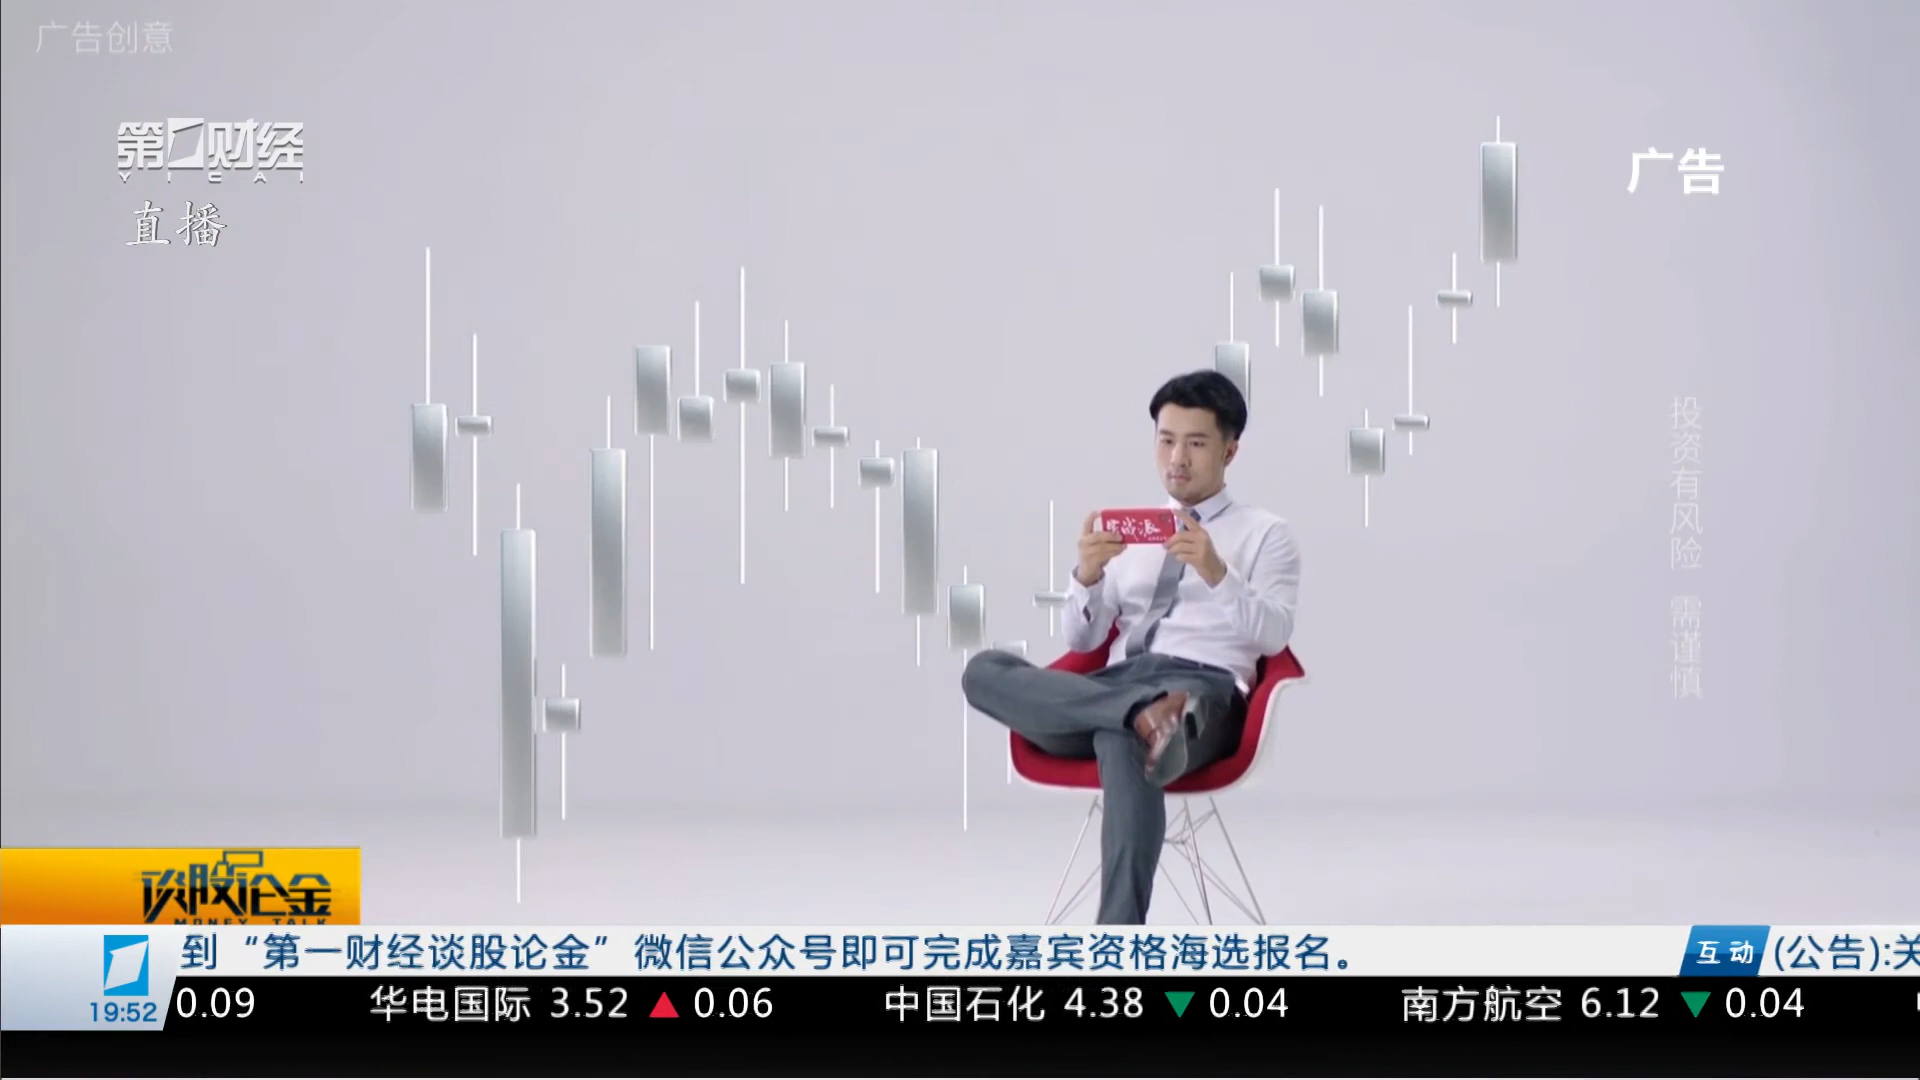 广告创意
第一财经
YICAI
直播
广告
投资有风险 需谨慎
实战派
谈股论金
MONEY TALK
到“第一财经谈股论金”微信公众号即可完成嘉宾资格海选报名。
互动 (公告):关
19:52
0.09 华电国际 3.52 ▲ 0.06 中国石化 4.38 ▼ 0.04 南方航空 6.12 ▼ 0.04